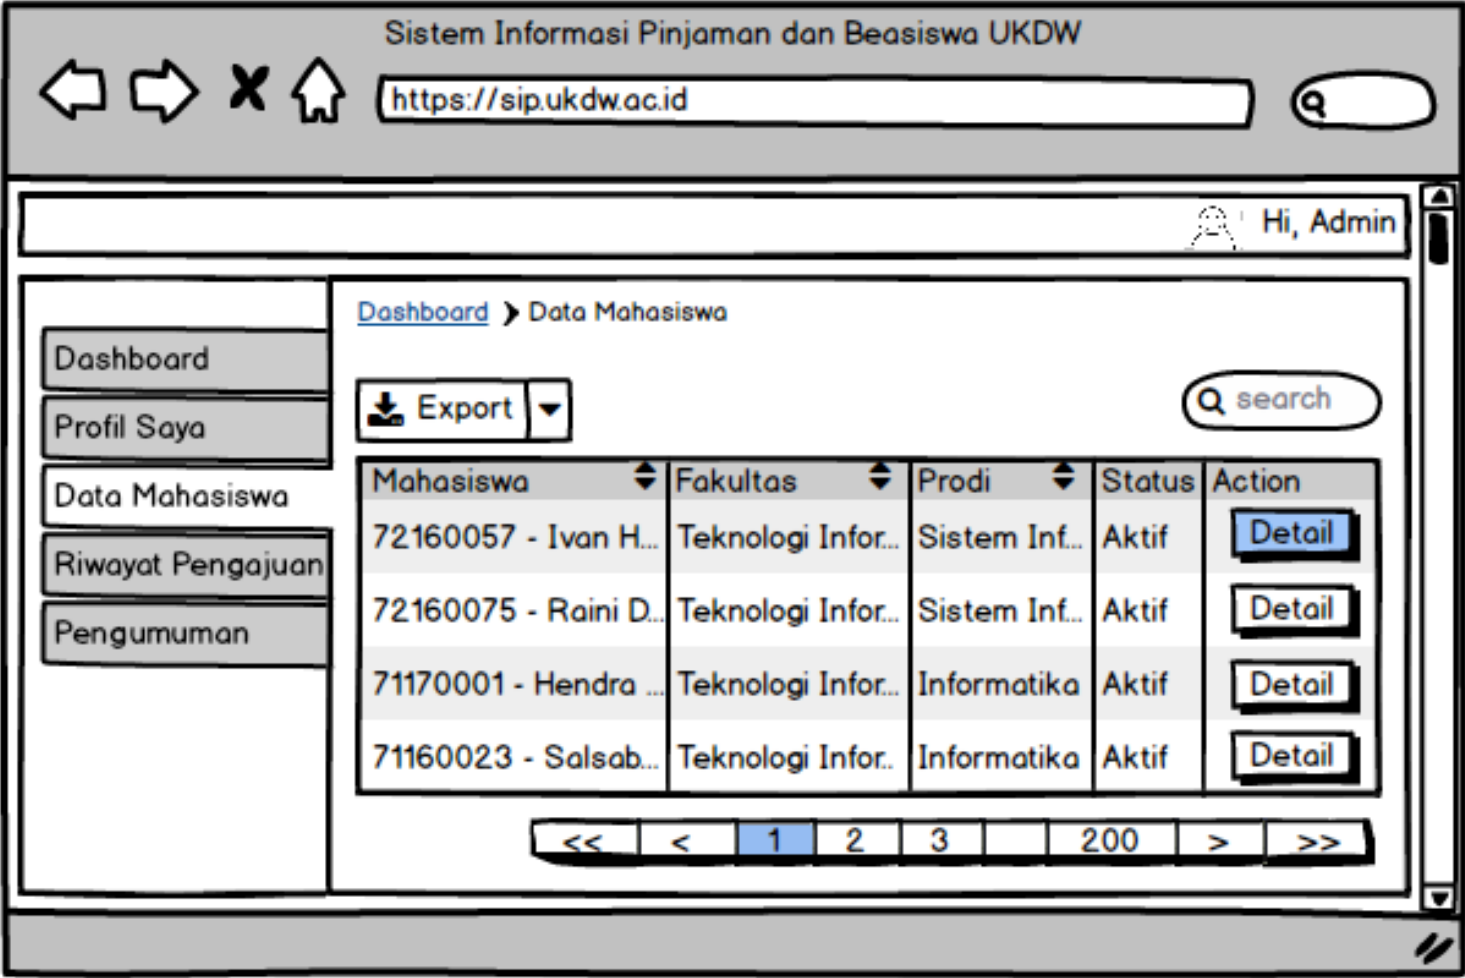 Sistem Informasi Pinjaman dan Beasiswa UKDW
https://sip.ukdw.ac.id
Hi, Admin
Dashboard
Profil Saya
Data Mahasiswa
Riwayat Pengajuan
Pengumuman
Dashboard ❯ Data Mahasiswa
Export
search
Mahasiswa Fakultas Prodi Status Action
72160057 - Ivan H... Teknologi Infor... Sistem Inf... Aktif Detail
72160075 - Raini D... Teknologi Infor... Sistem Inf... Aktif Detail
71170001 - Hendra ... Teknologi Infor... Informatika Aktif Detail
71160023 - Salsab... Teknologi Infor.. Informatika Aktif Detail
<< < 1 2 3 200 > >>